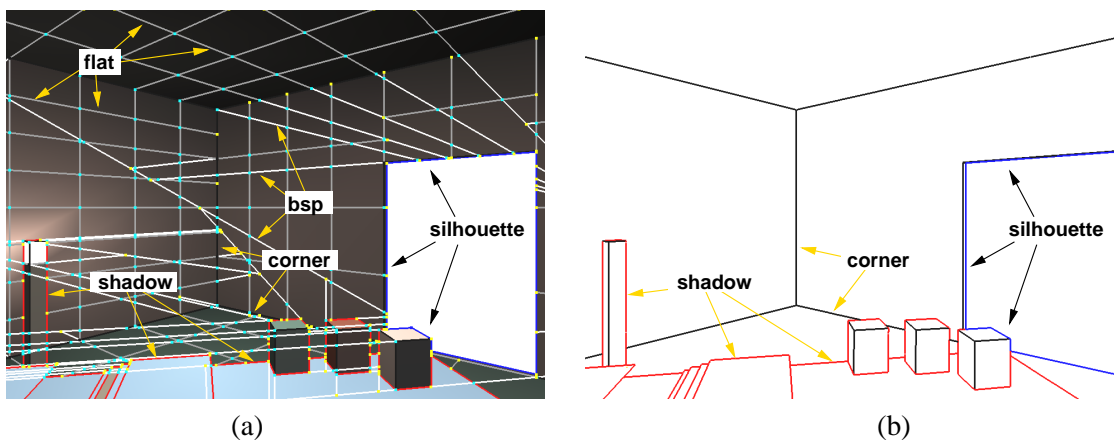 flat
bsp
silhouette
corner
shadow
(a)
silhouette
corner
shadow
(b)